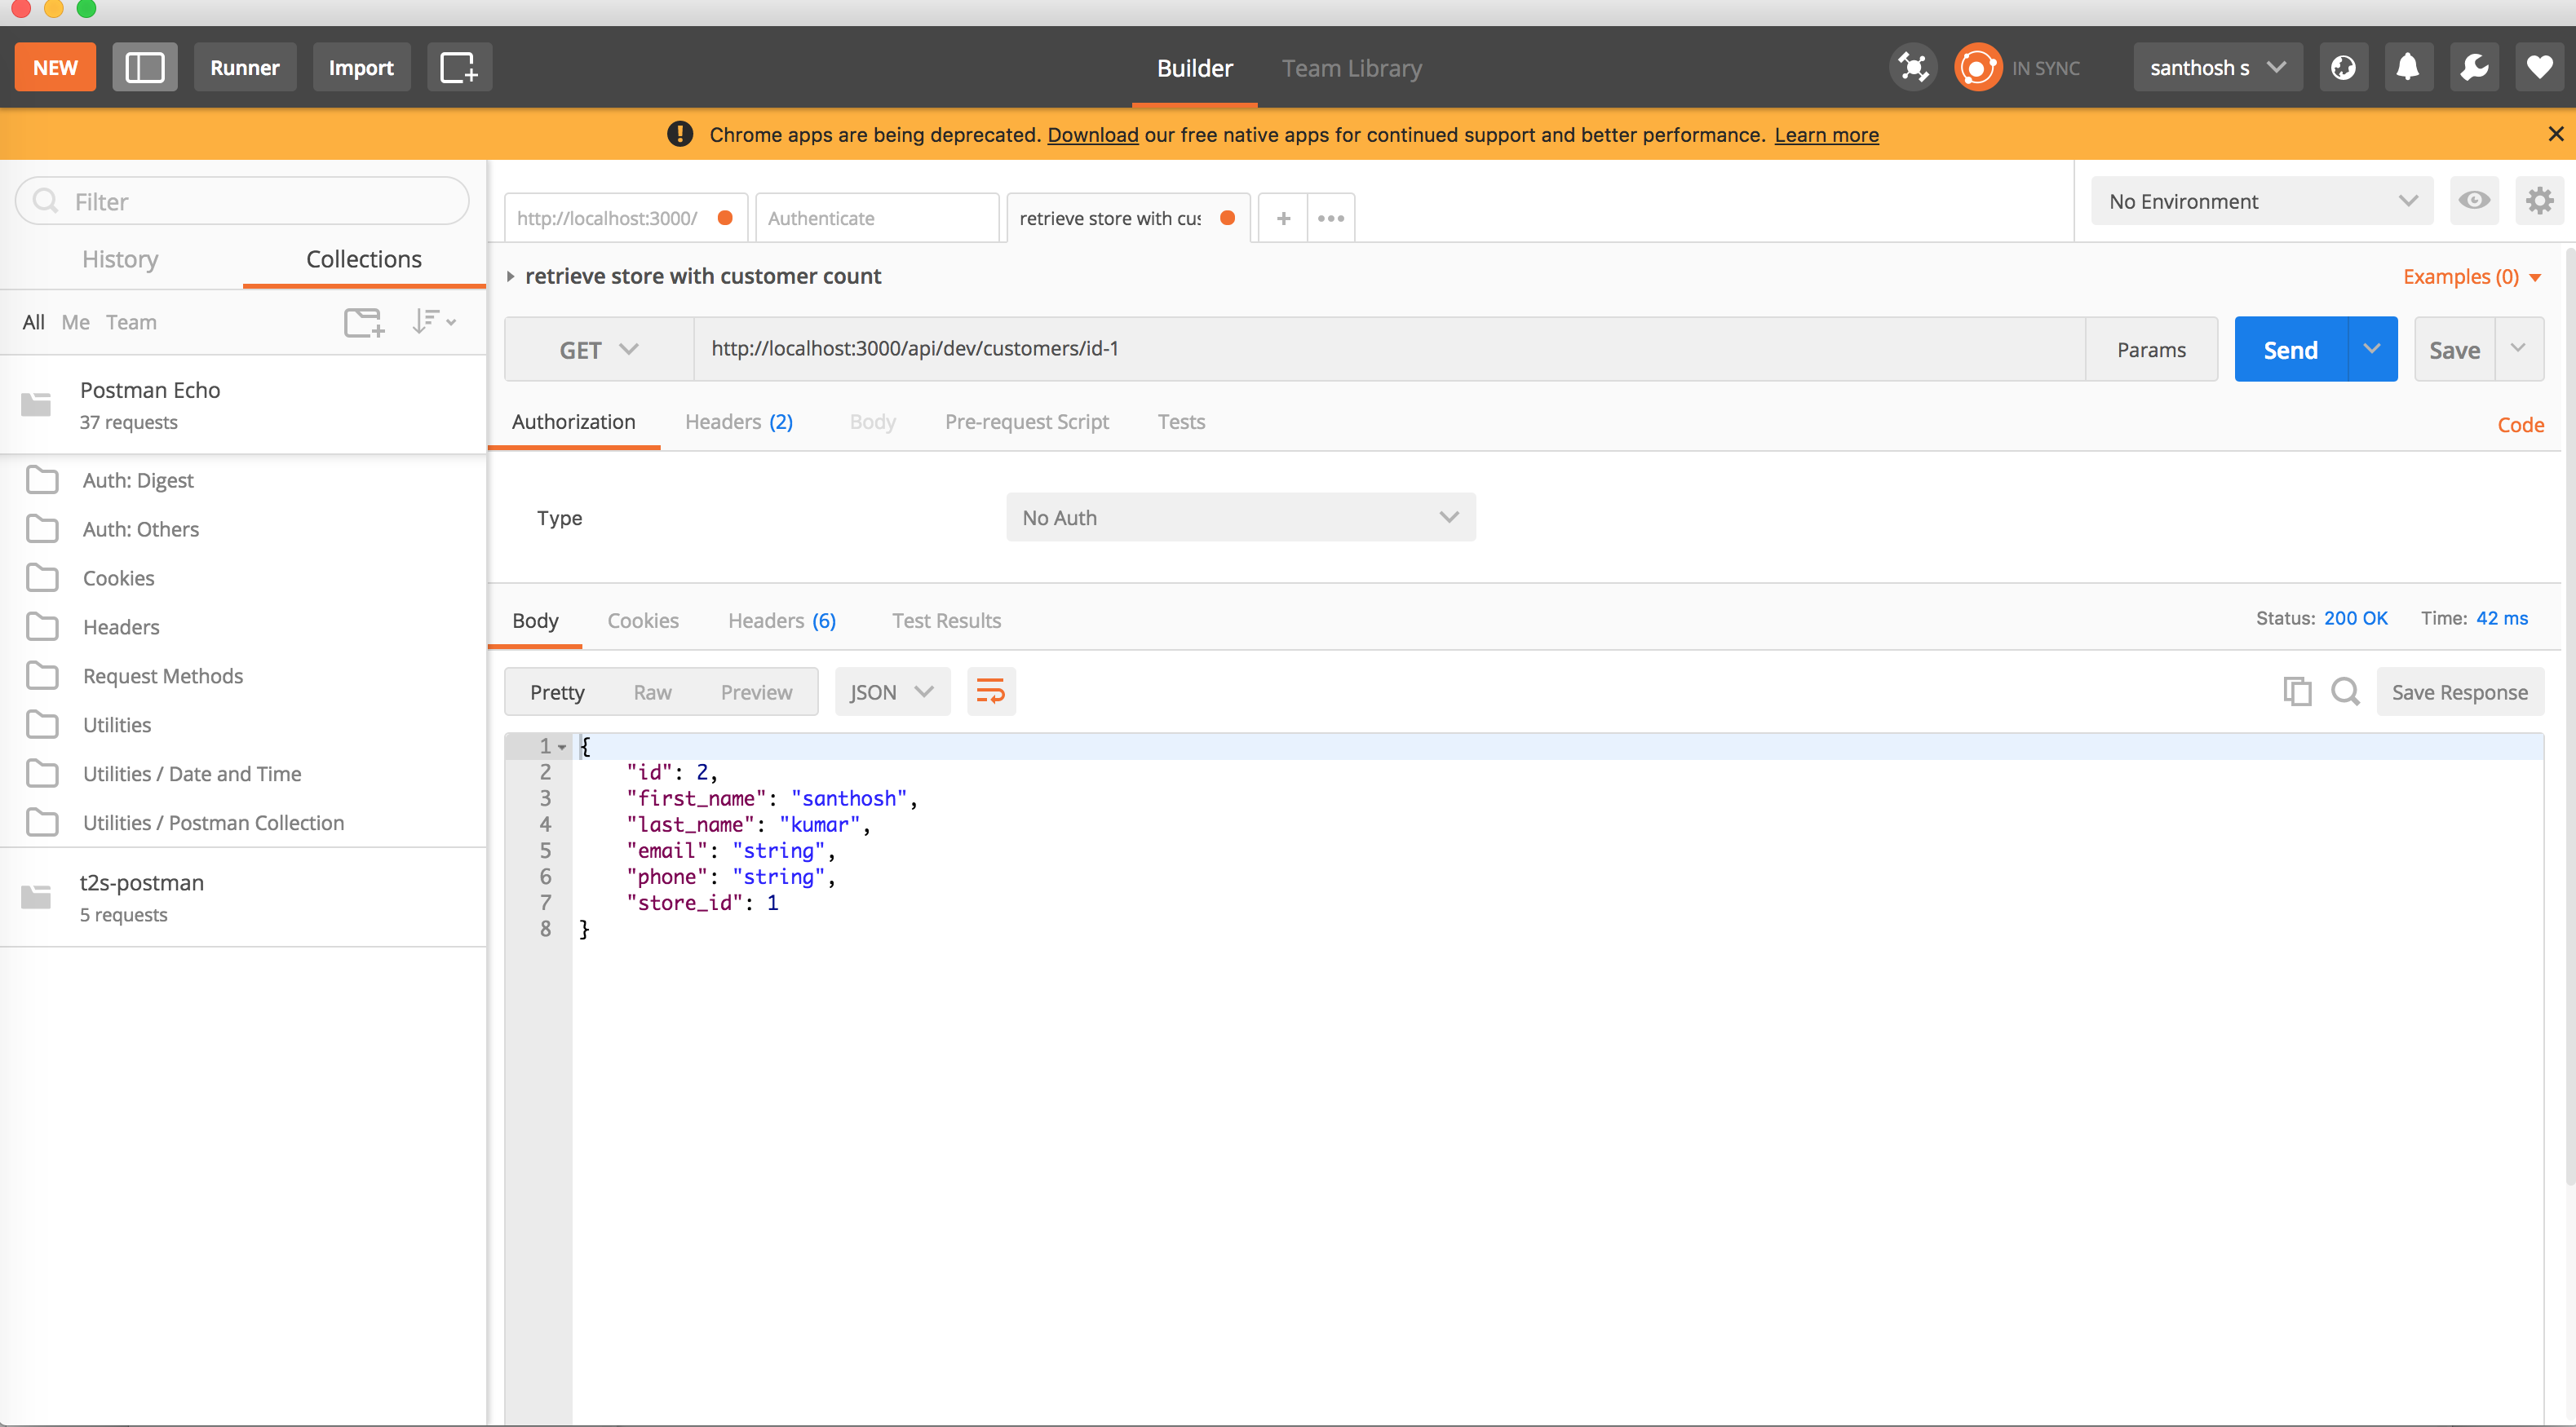 NEW Runner Import Builder Team Library IN SYNC santhosh s
Chrome apps are being deprecated. Download our free native apps for continued support and better performance. Learn more
Filter
History Collections
All Me Team
Postman Echo
37 requests
Auth: Digest
Auth: Others
Cookies
Headers
Request Methods
Utilities
Utilities / Date and Time
Utilities / Postman Collection
t2s-postman
5 requests
http://localhost:3000/ Authenticate retrieve store with cus + ••• No Environment
retrieve store with customer count Examples (0)
GET http://localhost:3000/api/dev/customers/id-1 Params Send Save
Authorization Headers (2) Body Pre-request Script Tests Code
Type No Auth
Body Cookies Headers (6) Test Results Status: 200 OK Time: 42 ms
Pretty Raw Preview JSON Save Response
1 {
2 "id": 2,
3 "first_name": "santhosh",
4 "last_name": "kumar",
5 "email": "string",
6 "phone": "string",
7 "store_id": 1
8 }